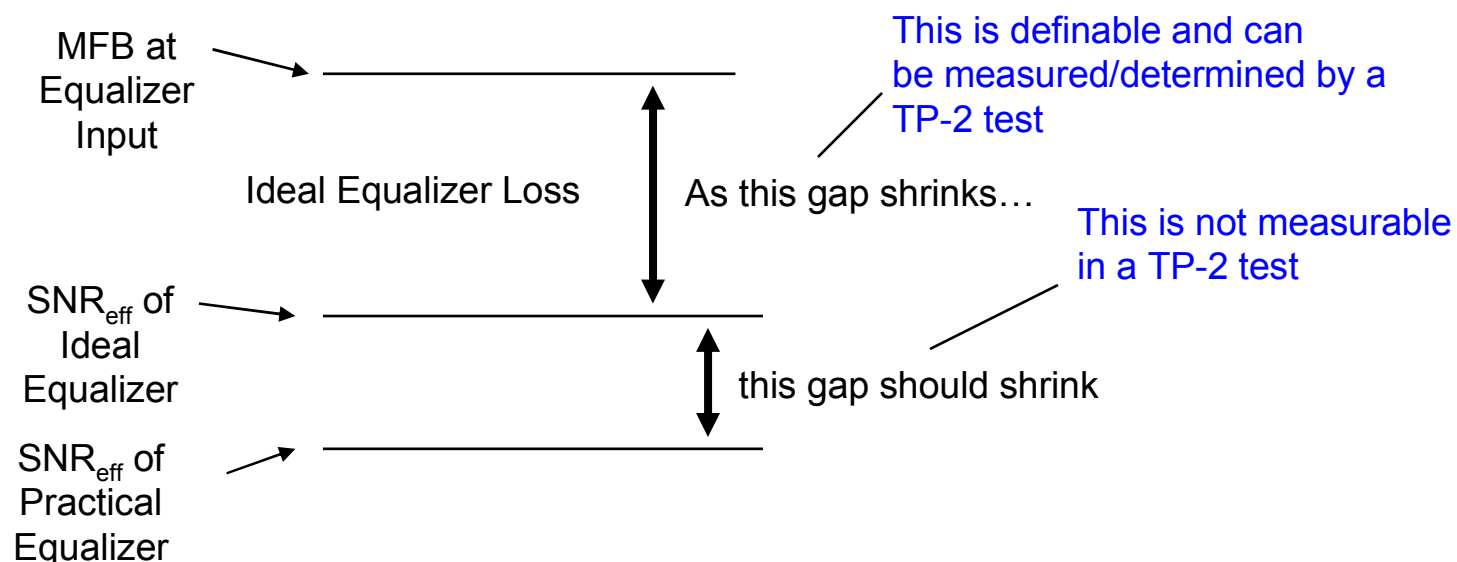 MFB at
Equalizer
Input
This is definable and can
be measured/determined by a
TP-2 test
Ideal Equalizer Loss
As this gap shrinks…
This is not measurable
in a TP-2 test
SNReff of
Ideal
Equalizer
this gap should shrink
SNReff of
Practical
Equalizer